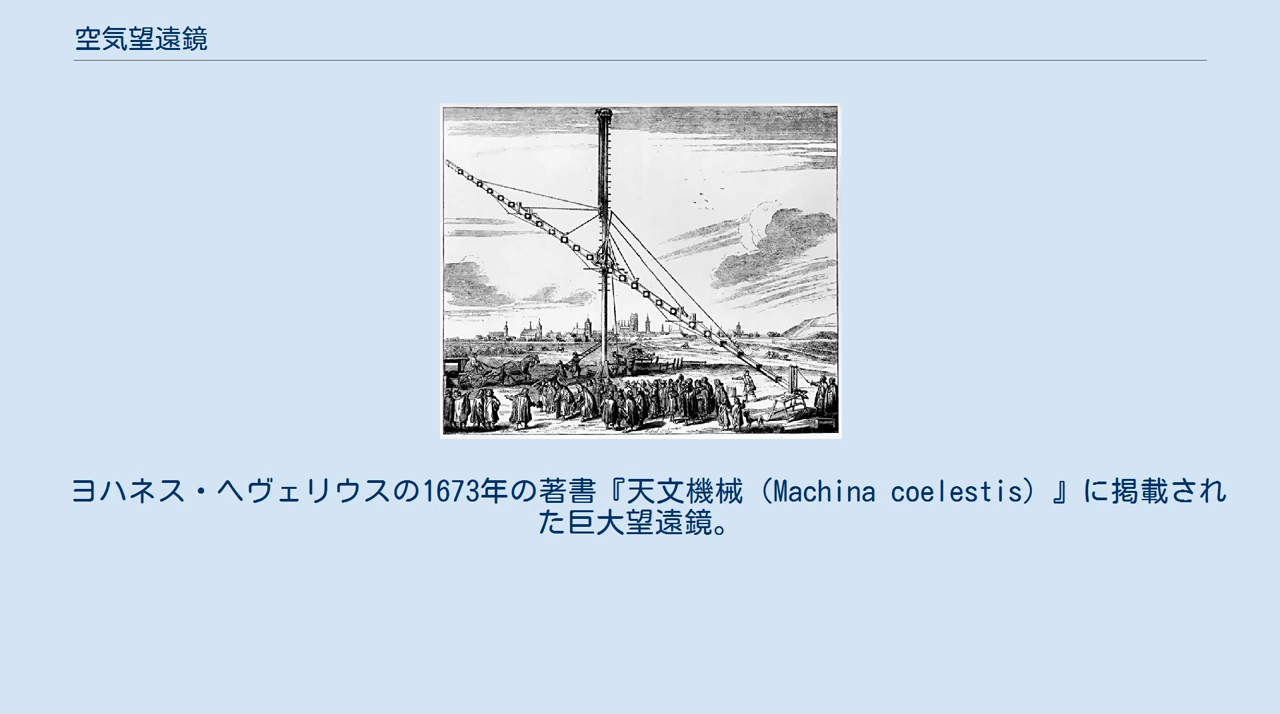 空気望遠鏡
ヨハネス・ヘヴェリウスの1673年の著書『天文機械（Machina coelestis）』に掲載され
た巨大望遠鏡。